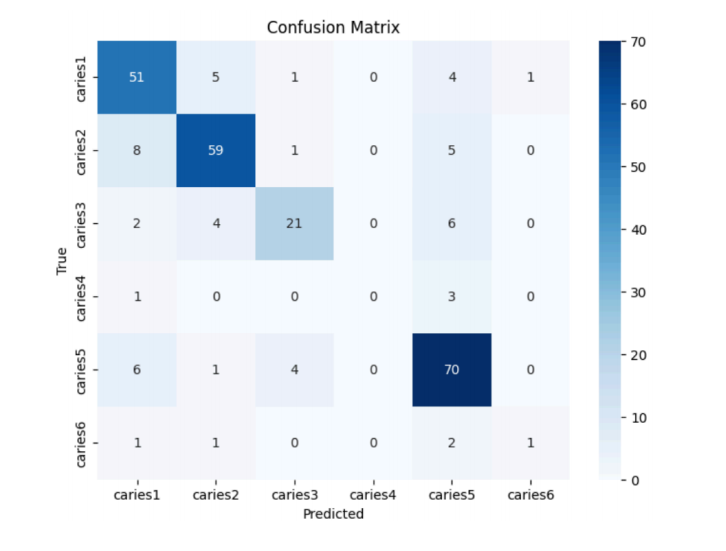 Confusion Matrix
caries1 51 5 1 0 4 1
caries2 8 59 1 0 5 0
caries3 2 4 21 0 6 0
caries4 1 0 0 0 3 0
caries5 6 1 4 0 70 0
caries6 1 1 0 0 2 1
caries1 caries2 caries3 caries4 caries5 caries6
Predicted
True
70
60
50
40
30
20
10
0